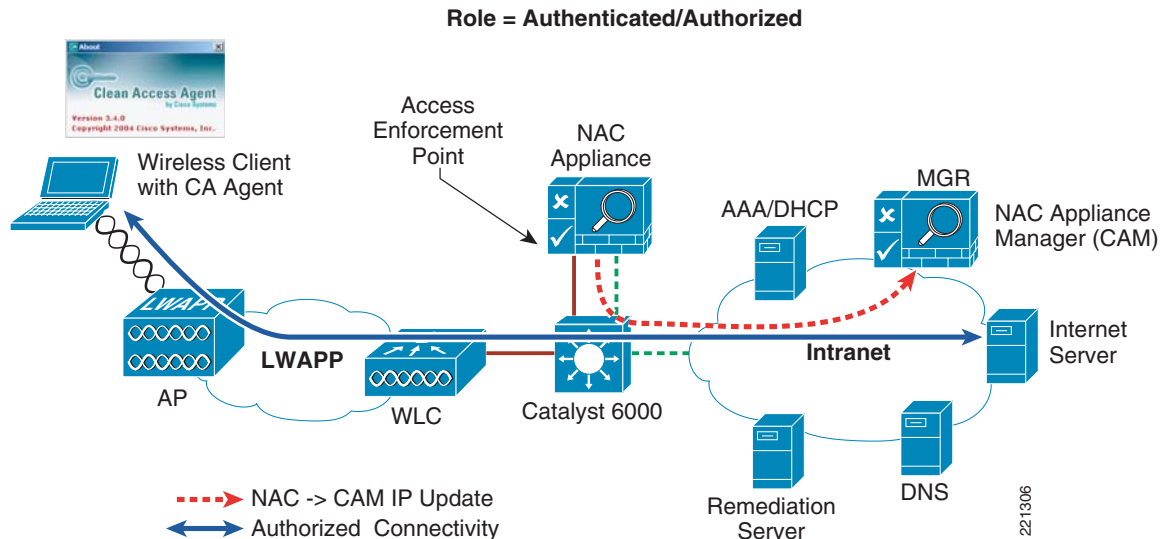 Role = Authenticated/Authorized
About
Clean Access Agent
by Cisco Systems
Version 3.4.0
Copyright 2004 Cisco Systems, Inc.
Wireless Client
with CA Agent
Access
Enforcement
Point
NAC
Appliance
AAA/DHCP
MGR
NAC Appliance
Manager (CAM)
LWAPP
AP
LWAPP
WLC
Catalyst 6000
Intranet
Internet
Server
Remediation
Server
DNS
NAC -> CAM IP Update
Authorized Connectivity
221306